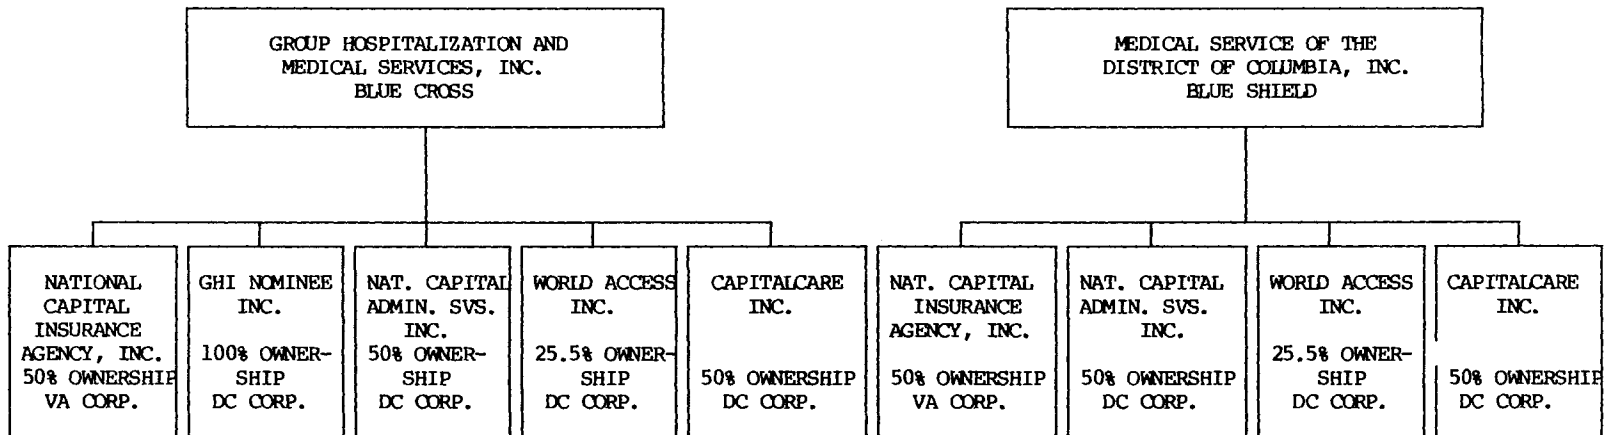 GROUP HOSPITALIZATION AND
MEDICAL SERVICES, INC.
BLUE CROSS
MEDICAL SERVICE OF THE
DISTRICT OF COLUMBIA, INC.
BLUE SHIELD
NATIONAL
CAPITAL
INSURANCE
AGENCY, INC.
50% OWNERSHIP
VA CORP.
GHI NOMINEE
INC.
100% OWNER-
SHIP
DC CORP.
NAT. CAPITAL
ADMIN. SVS.
INC.
50% OWNER-
SHIP
DC CORP.
WORLD ACCESS
INC.
25.5% OWNER-
SHIP
DC CORP.
CAPITALCARE
INC.
50% OWNERSHIP
DC CORP.
NAT. CAPITAL
INSURANCE
AGENCY, INC.
50% OWNERSHIP
VA CORP.
NAT. CAPITAL
ADMIN. SVS.
INC.
50% OWNERSHIP
DC CORP.
WORLD ACCESS
INC.
25.5% OWNER-
SHIP
DC CORP.
CAPITALCARE
INC.
50% OWNERSHIP
DC CORP.